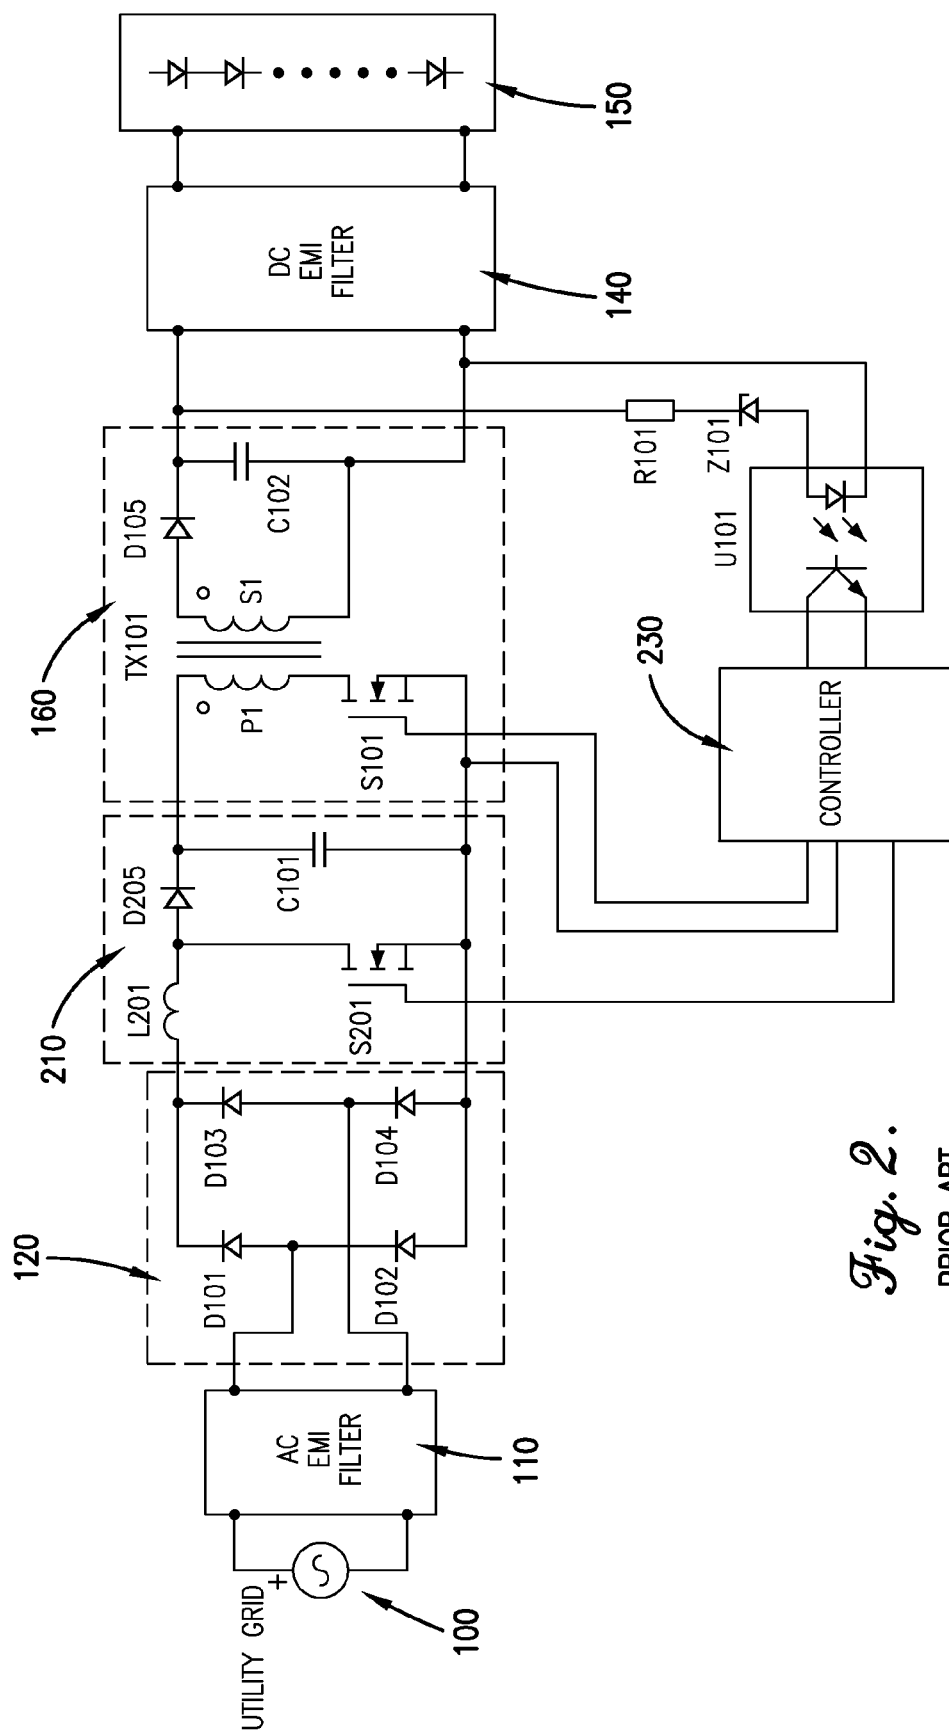 160
TX101
D105
S1
C102
P1
S101
DC
EMI
FILTER
140
150
210
L201
D205
C101
S201
120
D101
D103
D102
D104
AC
EMI
FILTER
110
UTILITY GRID
+
100
R101
Z101
U101
230
CONTROLLER
Fig. 2.
PRIOR ART